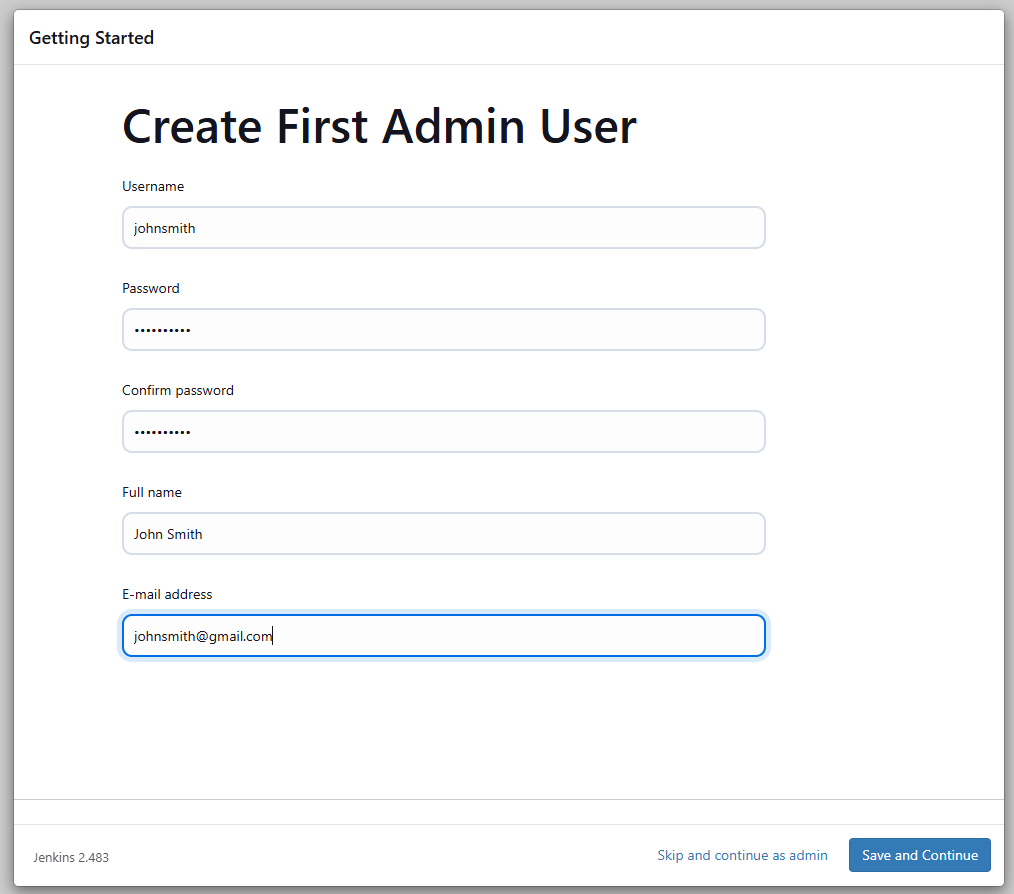 Getting Started
Create First Admin User
Username
johnsmith
Password
••••••••••
Confirm password
••••••••••
Full name
John Smith
E-mail address
johnsmith@gmail.com
Jenkins 2.483
Skip and continue as admin
Save and Continue